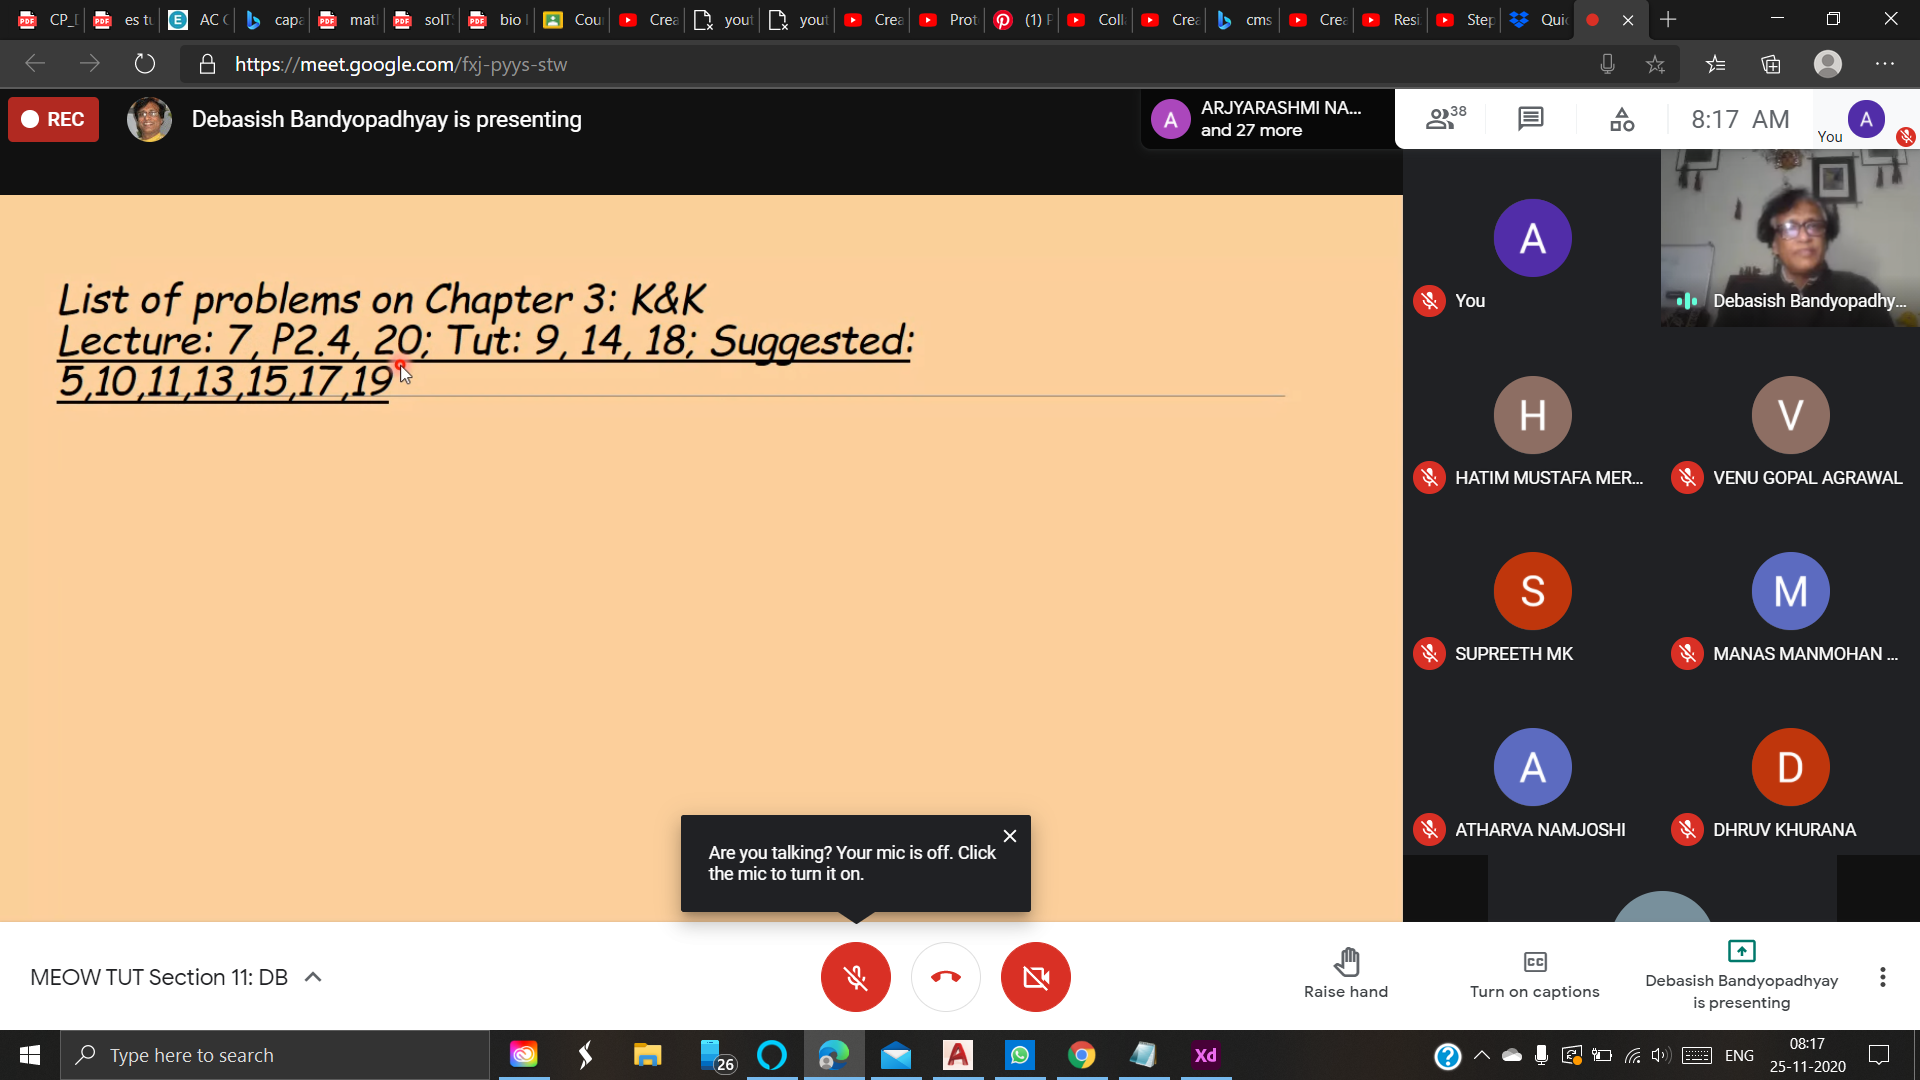 CP_D
es tu
AC C
capa
mat
solTS
bio l
Cour
Crea
yout
yout
Crea
Prot
(1) P
Coll
Crea
cms
Crea
Resi
Step
Quic
https://meet.google.com/fxj-pyys-stw
REC
Debasish Bandyopadhyay is presenting
ARJYARASHMI NA...
and 27 more
38
8:17 AM
You
A
List of problems on Chapter 3: K&K
Lecture: 7, P2.4, 20; Tut: 9, 14, 18; Suggested:
5,10,11,13,15,17,19
A
You
Debasish Bandyopadhy...
H
HATIM MUSTAFA MER...
V
VENU GOPAL AGRAWAL
S
SUPREETH MK
M
MANAS MANMOHAN ...
A
ATHARVA NAMJOSHI
D
DHRUV KHURANA
Are you talking? Your mic is off. Click
the mic to turn it on.
MEOW TUT Section 11: DB
Raise hand
Turn on captions
Debasish Bandyopadhyay
is presenting
Type here to search
26
Xd
ENG
08:17
25-11-2020